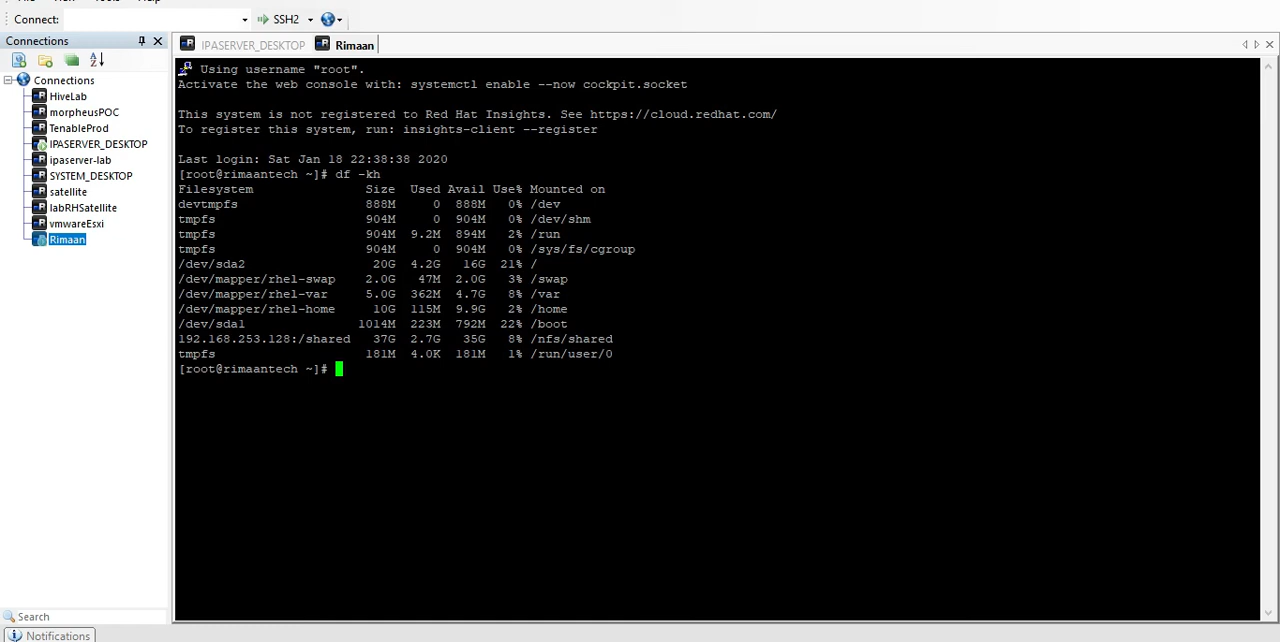 Connect:
SSH2
Connections
IPASERVER_DESKTOP
Rimaan
Connections
HiveLab
morpheusPOC
TenableProd
IPASERVER_DESKTOP
ipaserver-lab
SYSTEM_DESKTOP
satellite
labRHSatellite
vmwareEsxi
Rimaan
Using username "root".
Activate the web console with: systemctl enable --now cockpit.socket
This system is not registered to Red Hat Insights. See https://cloud.redhat.com/
To register this system, run: insights-client --register
Last login: Sat Jan 18 22:38:38 2020
[root@rimaantech ~]# df -kh
Filesystem Size Used Avail Use% Mounted on
devtmpfs 888M 0 888M 0% /dev
tmpfs 904M 0 904M 0% /dev/shm
tmpfs 904M 9.2M 894M 2% /run
tmpfs 904M 0 904M 0% /sys/fs/cgroup
/dev/sda2 20G 4.2G 16G 21% /
/dev/mapper/rhel-swap 2.0G 47M 2.0G 3% /swap
/dev/mapper/rhel-var 5.0G 362M 4.7G 8% /var
/dev/mapper/rhel-home 10G 115M 9.9G 2% /home
/dev/sda1 1014M 223M 792M 22% /boot
192.168.253.128:/shared 37G 2.7G 35G 8% /nfs/shared
tmpfs 181M 4.0K 181M 1% /run/user/0
[root@rimaantech ~]#
Search
Notifications